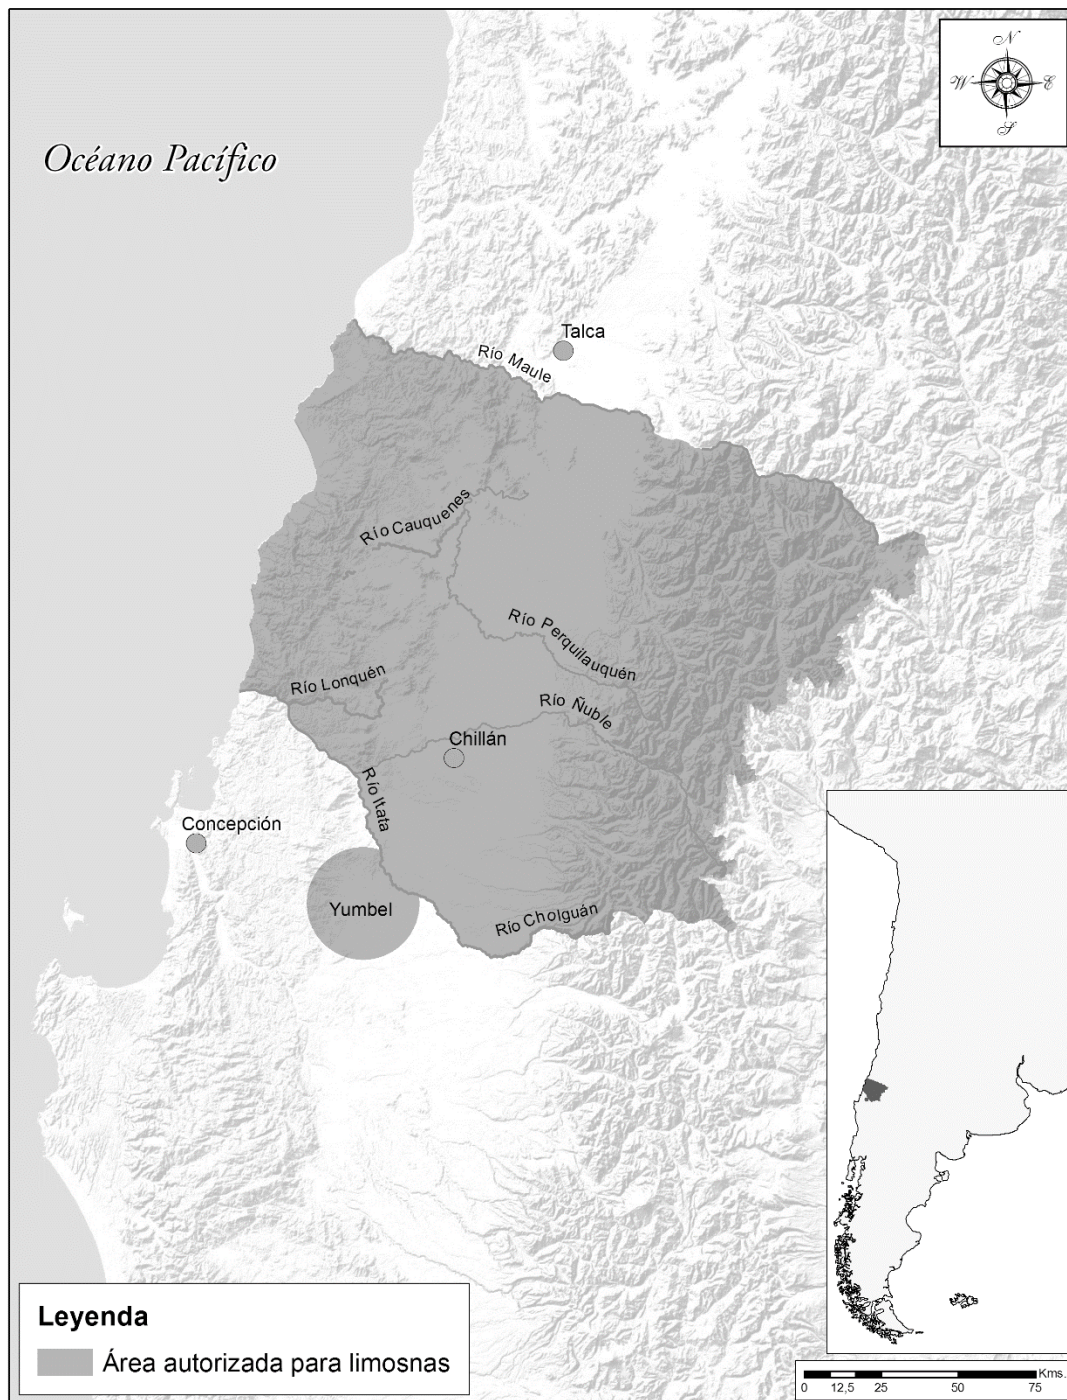 N
W E
S
Océano Pacífico
Talca
Río Maule
Río Cauquenes
Río Perquilauquén
Río Lonquén
Río Ñuble
Chillán
Río Itata
Concepción
Yumbel
Río Cholguán
Leyenda
Área autorizada para limosnas
Kms.
0 12,5 25 50 75